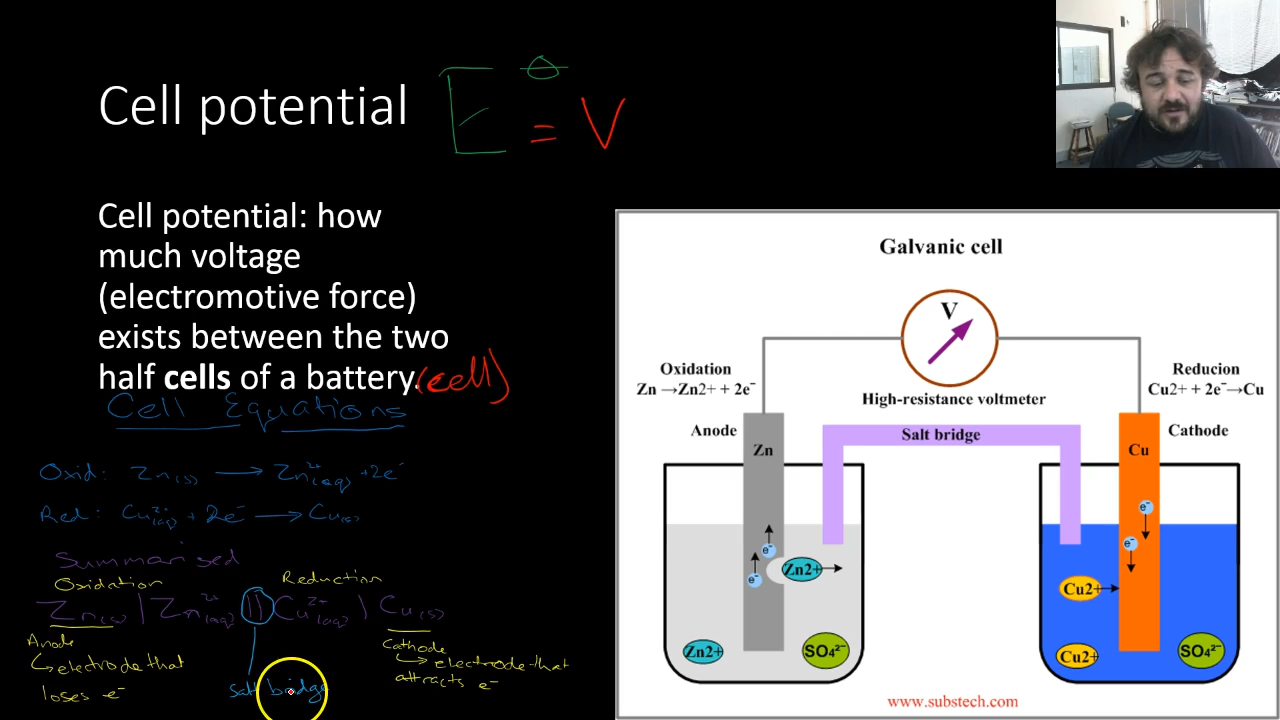 Cell potential
E⦵ = V
Cell potential: how
much voltage
(electromotive force)
exists between the two
half cells of a battery. (cell)
Cell Equations
Oxid: Zn(s) → Zn²⁺(aq) + 2e⁻
Red: Cu²⁺(aq) + 2e⁻ → Cu(s)
Summarised
Oxidation Reduction
Zn(s) | Zn²⁺(aq) || Cu²⁺(aq) | Cu(s)
Anode
↳ electrode that
loses e⁻
Salt bridge
Cathode
↳ electrode that
attracts e⁻
Galvanic cell
V
High-resistance voltmeter
Oxidation
Zn →Zn2+ + 2e⁻
Anode
Zn
Salt bridge
Reducion
Cu2+ + 2e⁻→Cu
Cathode
Cu
e⁻
e⁻
Zn2+
Zn2+
SO₄²⁻
e⁻
e⁻
Cu2+
Cu2+
SO₄²⁻
www.substech.com